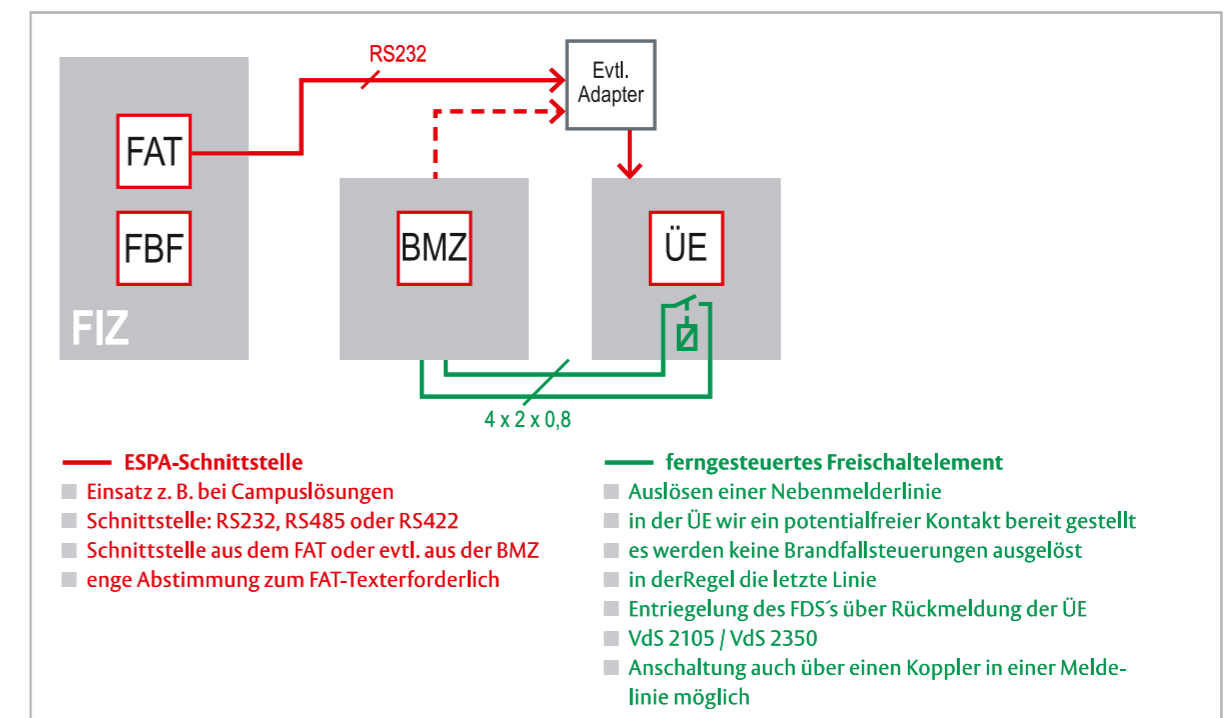 RS232
Evtl.
Adapter
FAT
FBF
FIZ
BMZ
ÜE
4 x 2 x 0,8
ESPA-Schnittstelle
Einsatz z. B. bei Campuslösungen
Schnittstelle: RS232, RS485 oder RS422
Schnittstelle aus dem FAT oder evtl. aus der BMZ
enge Abstimmung zum FAT-Texterforderlich
ferngesteuertes Freischaltelement
Auslösen einer Nebenmelderlinie
in der ÜE wir ein potentialfreier Kontakt bereit gestellt
es werden keine Brandfallsteuerungen ausgelöst
in derRegel die letzte Linie
Entriegelung des FDS´s über Rückmeldung der ÜE
VdS 2105 / VdS 2350
Anschaltung auch über einen Koppler in einer Melde-
linie möglich